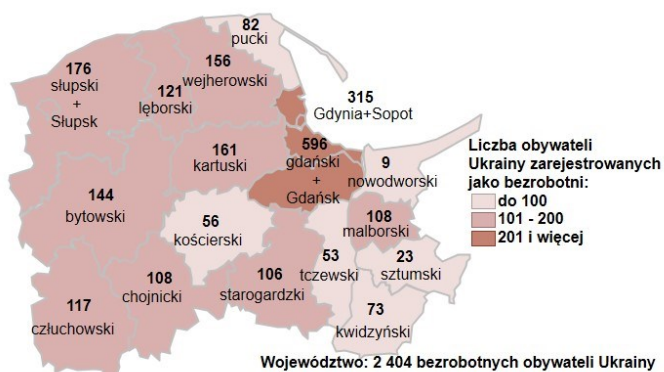 82
pucki
176
słupski
+
Słupsk
121
lęborski
156
wejherowski
315
Gdynia+Sopot
161
kartuski
596
gdański
+
Gdańsk
9
nowodworski
144
bytowski
56
kościerski
108
malborski
53
tczewski
23
sztumski
117
człuchowski
108
chojnicki
106
starogardzki
73
kwidzyński
Liczba obywateli
Ukrainy zarejestrowanych
jako bezrobotni:
do 100
101 - 200
201 i więcej
Województwo: 2 404 bezrobotnych obywateli Ukrainy